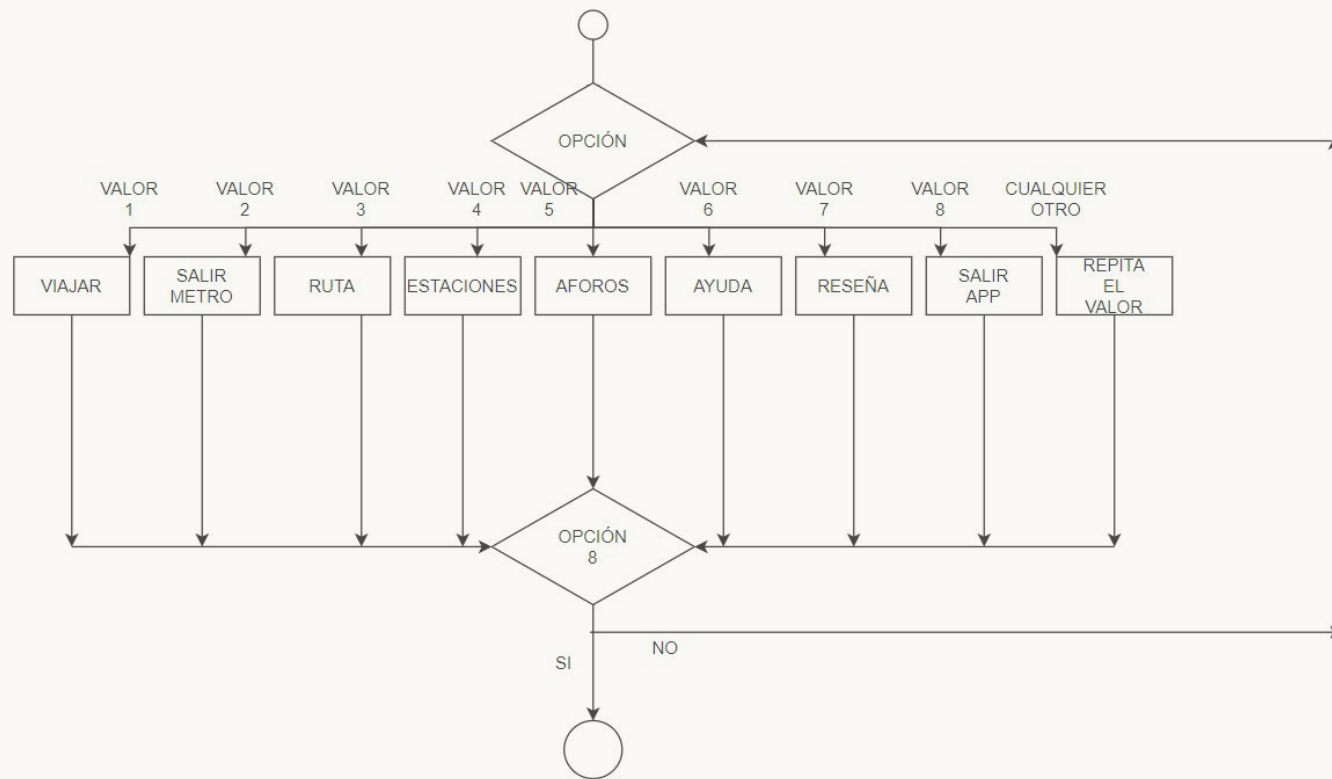 OPCIÓN
VALOR
1
VALOR
2
VALOR
3
VALOR
4
VALOR
5
VALOR
6
VALOR
7
VALOR
8
CUALQUIER
OTRO
VIAJAR
SALIR
METRO
RUTA
ESTACIONES
AFOROS
AYUDA
RESEÑA
SALIR
APP
REPITA
EL
VALOR
OPCIÓN
8
NO
SI